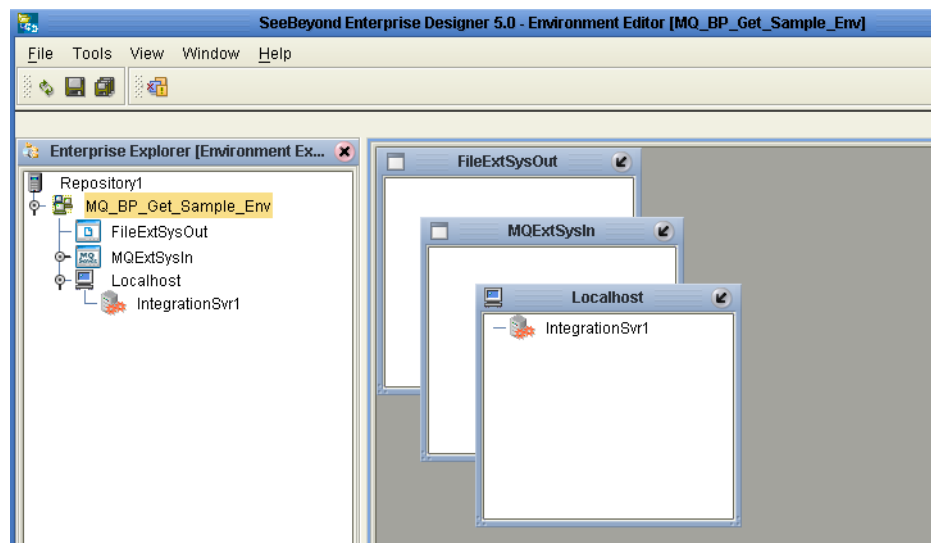 SeeBeyond Enterprise Designer 5.0 - Environment Editor [MQ_BP_Get_Sample_Env]
File Tools View Window Help
Enterprise Explorer [Environment Ex...
Repository1
MQ_BP_Get_Sample_Env
FileExtSysOut
MQExtSysIn
Localhost
IntegrationSvr1
FileExtSysOut
MQExtSysIn
Localhost
IntegrationSvr1